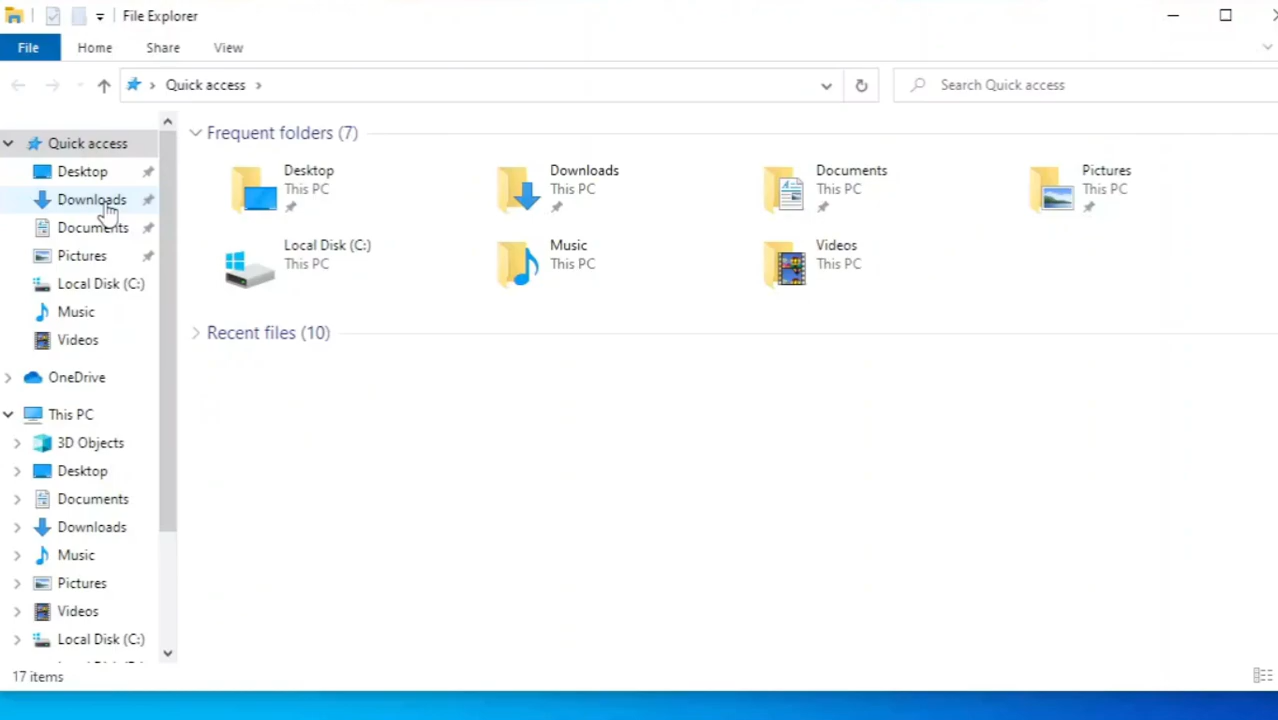 File Explorer
File Home Share View
Quick access
Search Quick access
Quick access
Desktop
Downloads
Documents
Pictures
Local Disk (C:)
Music
Videos
OneDrive
This PC
3D Objects
Desktop
Documents
Downloads
Music
Pictures
Videos
Local Disk (C:)
Frequent folders (7)
Desktop
This PC
Downloads
This PC
Documents
This PC
Pictures
This PC
Local Disk (C:)
This PC
Music
This PC
Videos
This PC
Recent files (10)
17 items